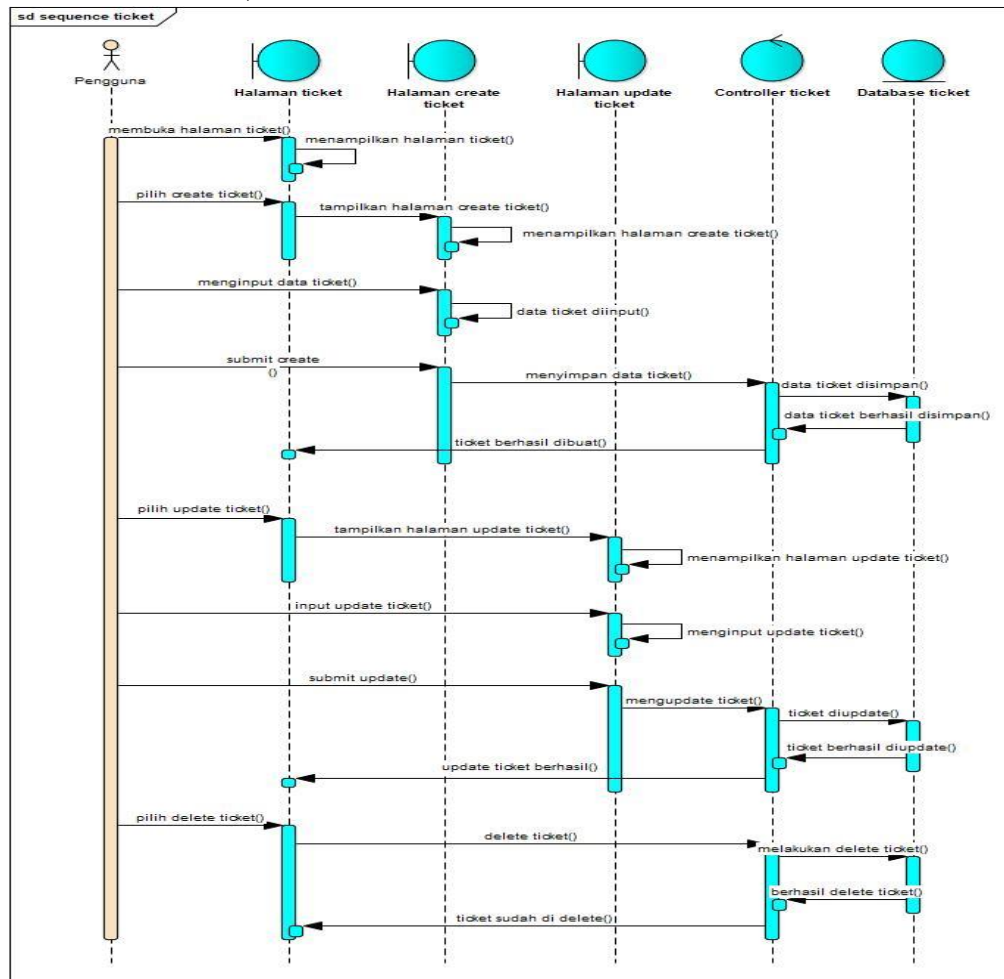 sd sequence ticket
Pengguna
Halaman ticket
Halaman create
ticket
Halaman update
ticket
Controller ticket
Database ticket
membuka halaman ticket()
menampilkan halaman ticket()
pilih create ticket()
tampilkan halaman create ticket()
menampilkan halaman create ticket()
menginput data ticket()
data ticket diinput()
submit create
()
menyimpan data ticket()
data ticket disimpan()
data ticket berhasil disimpan()
ticket berhasil dibuat()
pilih update ticket()
tampilkan halaman update ticket()
menampilkan halaman update ticket()
input update ticket()
menginput update ticket()
submit update()
mengupdate ticket()
ticket diupdate()
ticket berhasil diupdate()
update ticket berhasil()
pilih delete ticket()
delete ticket()
melakukan delete ticket()
berhasil delete ticket()
ticket sudah di delete()